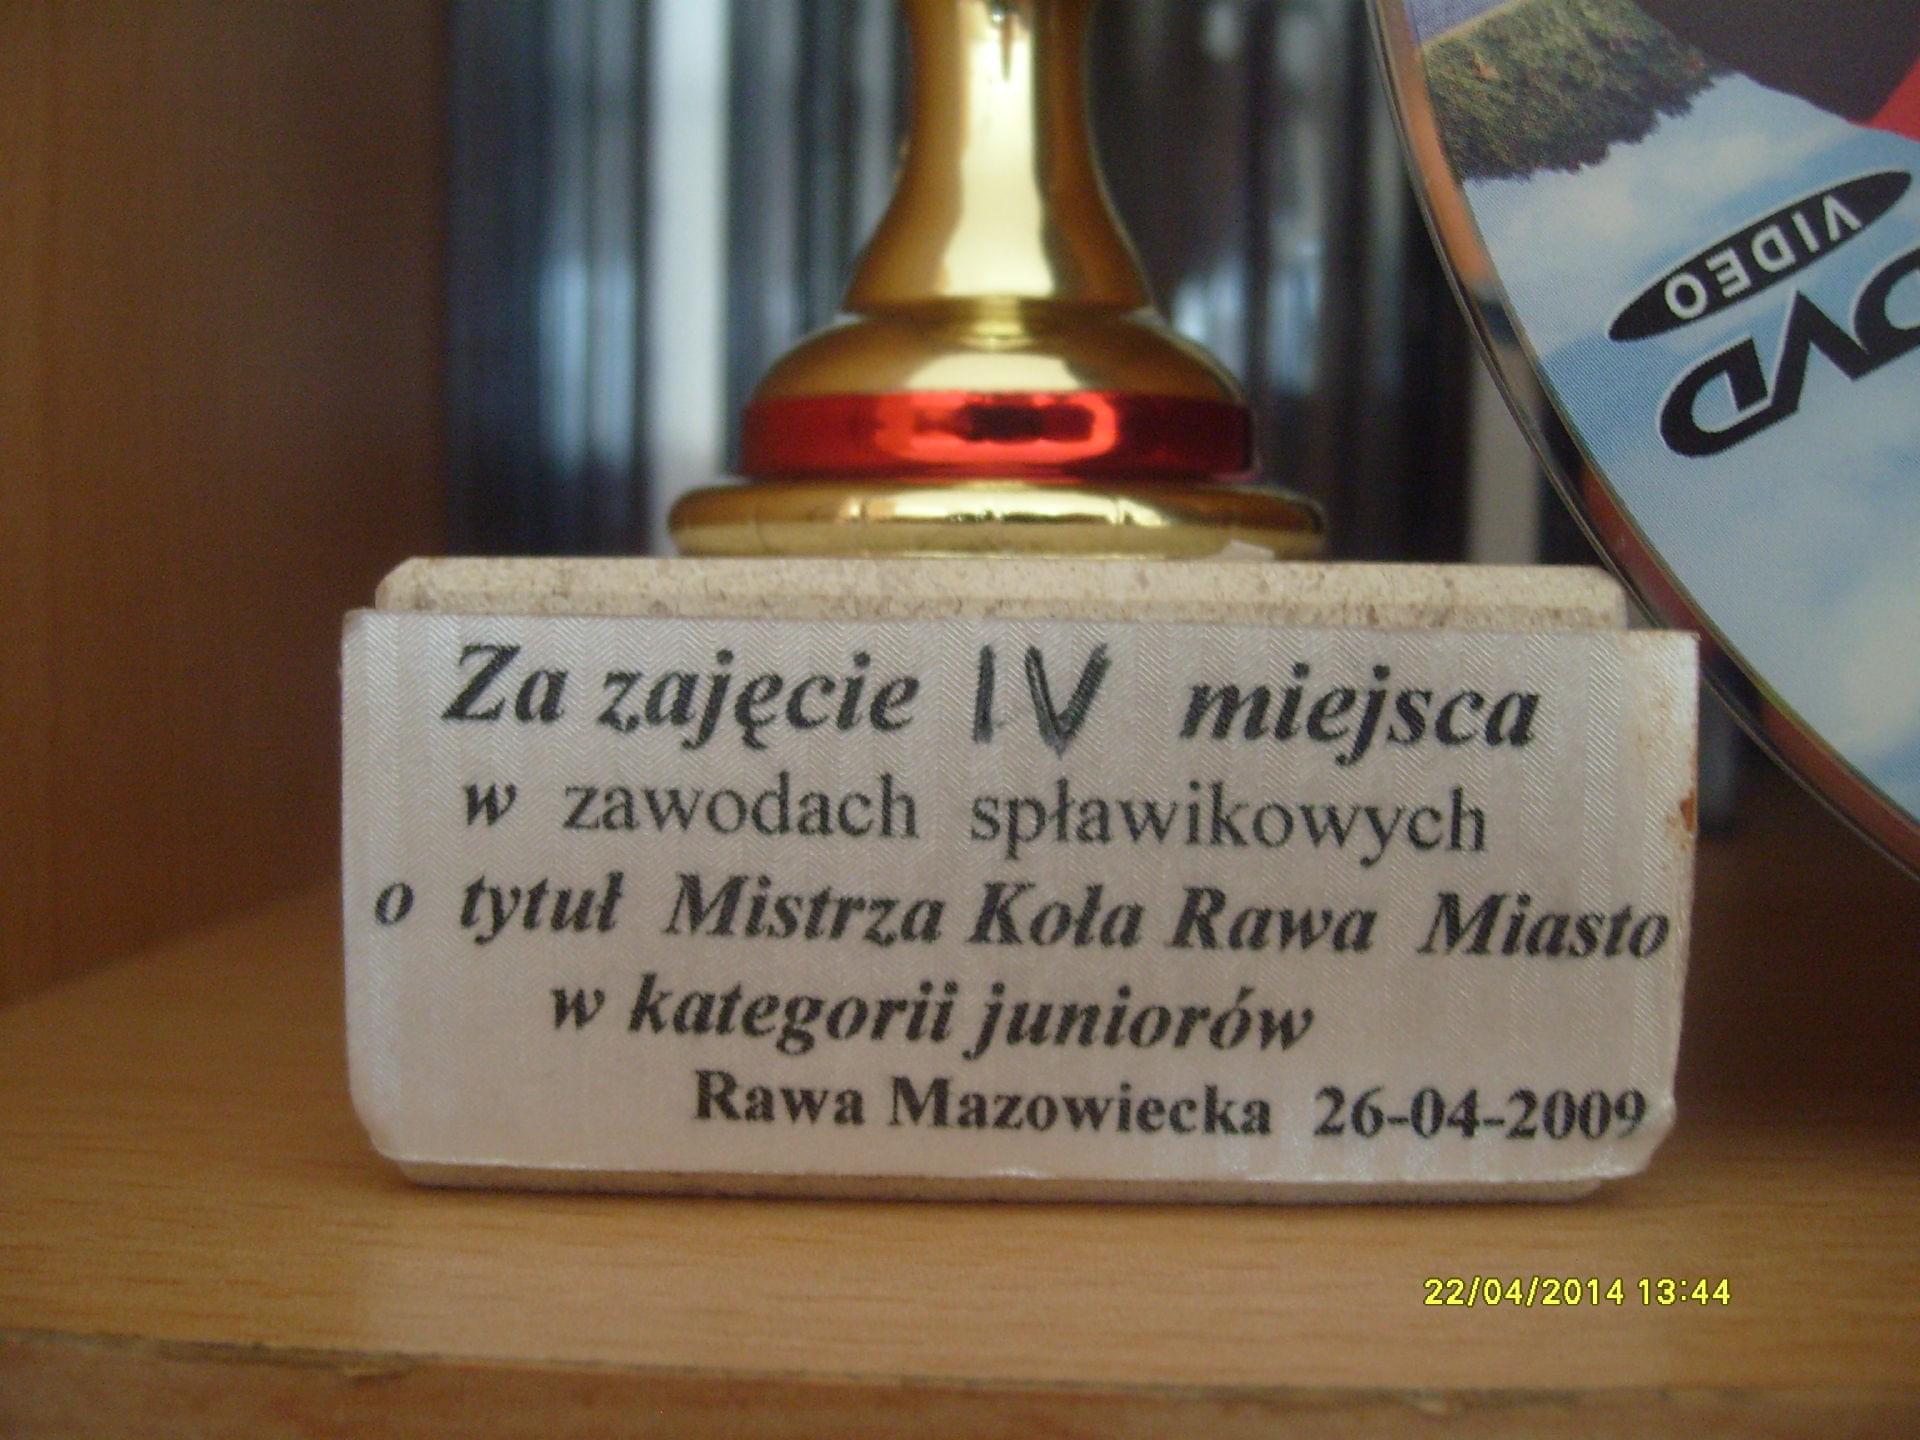 VIDEO
DVD
Za zajęcie IV miejsca
w zawodach spławikowych
o tytuł Mistrza Koła Rawa Miasto
w kategorii juniorów
Rawa Mazowiecka 26-04-2009
22/04/2014 13:44